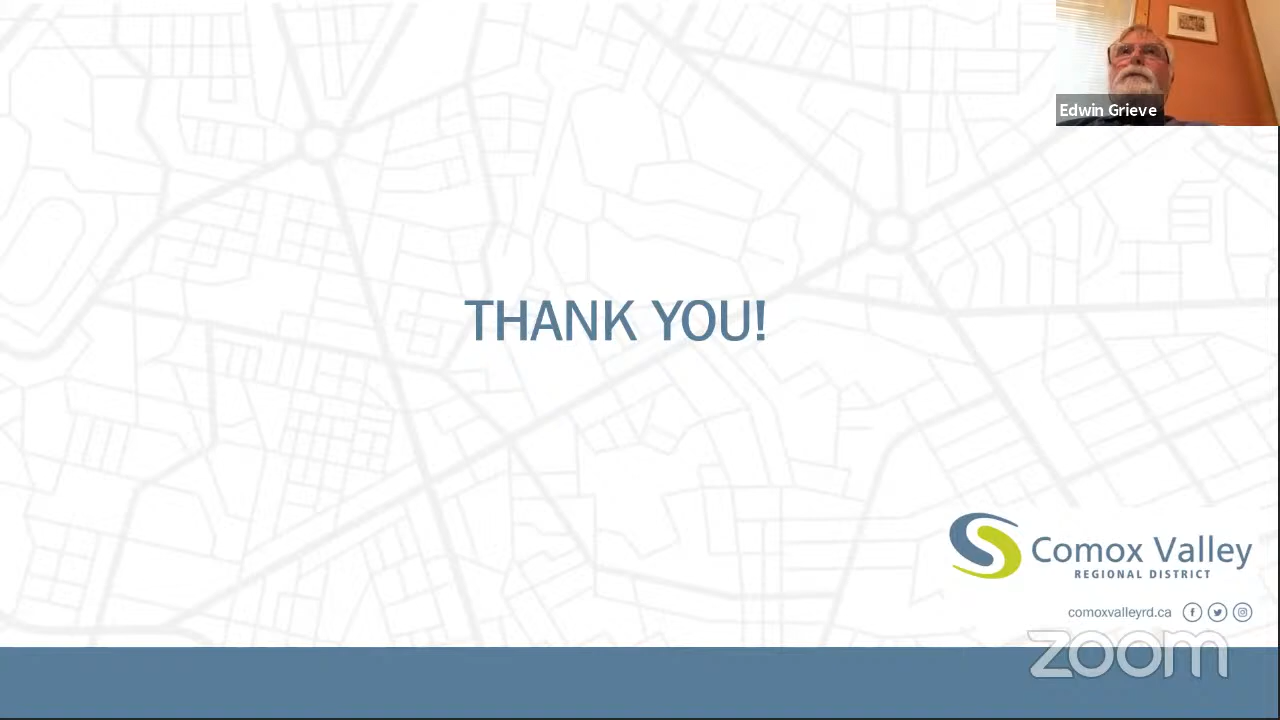 Edwin Grieve
THANK YOU!
Comox Valley
REGIONAL DISTRICT
comoxvalleyrd.ca
zoom